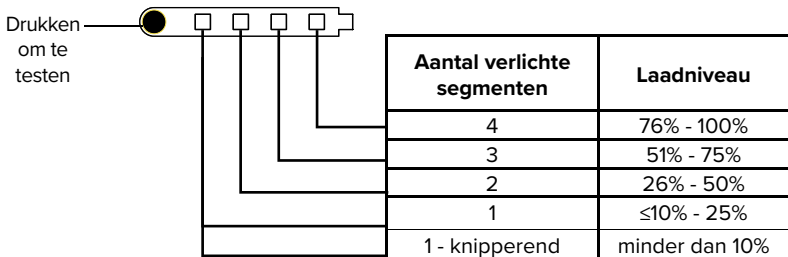 Drukken
om te
testen
Aantal verlichte
segmenten
Laadniveau
4 76% - 100%
3 51% - 75%
2 26% - 50%
1 ≤10% - 25%
1 - knipperend minder dan 10%